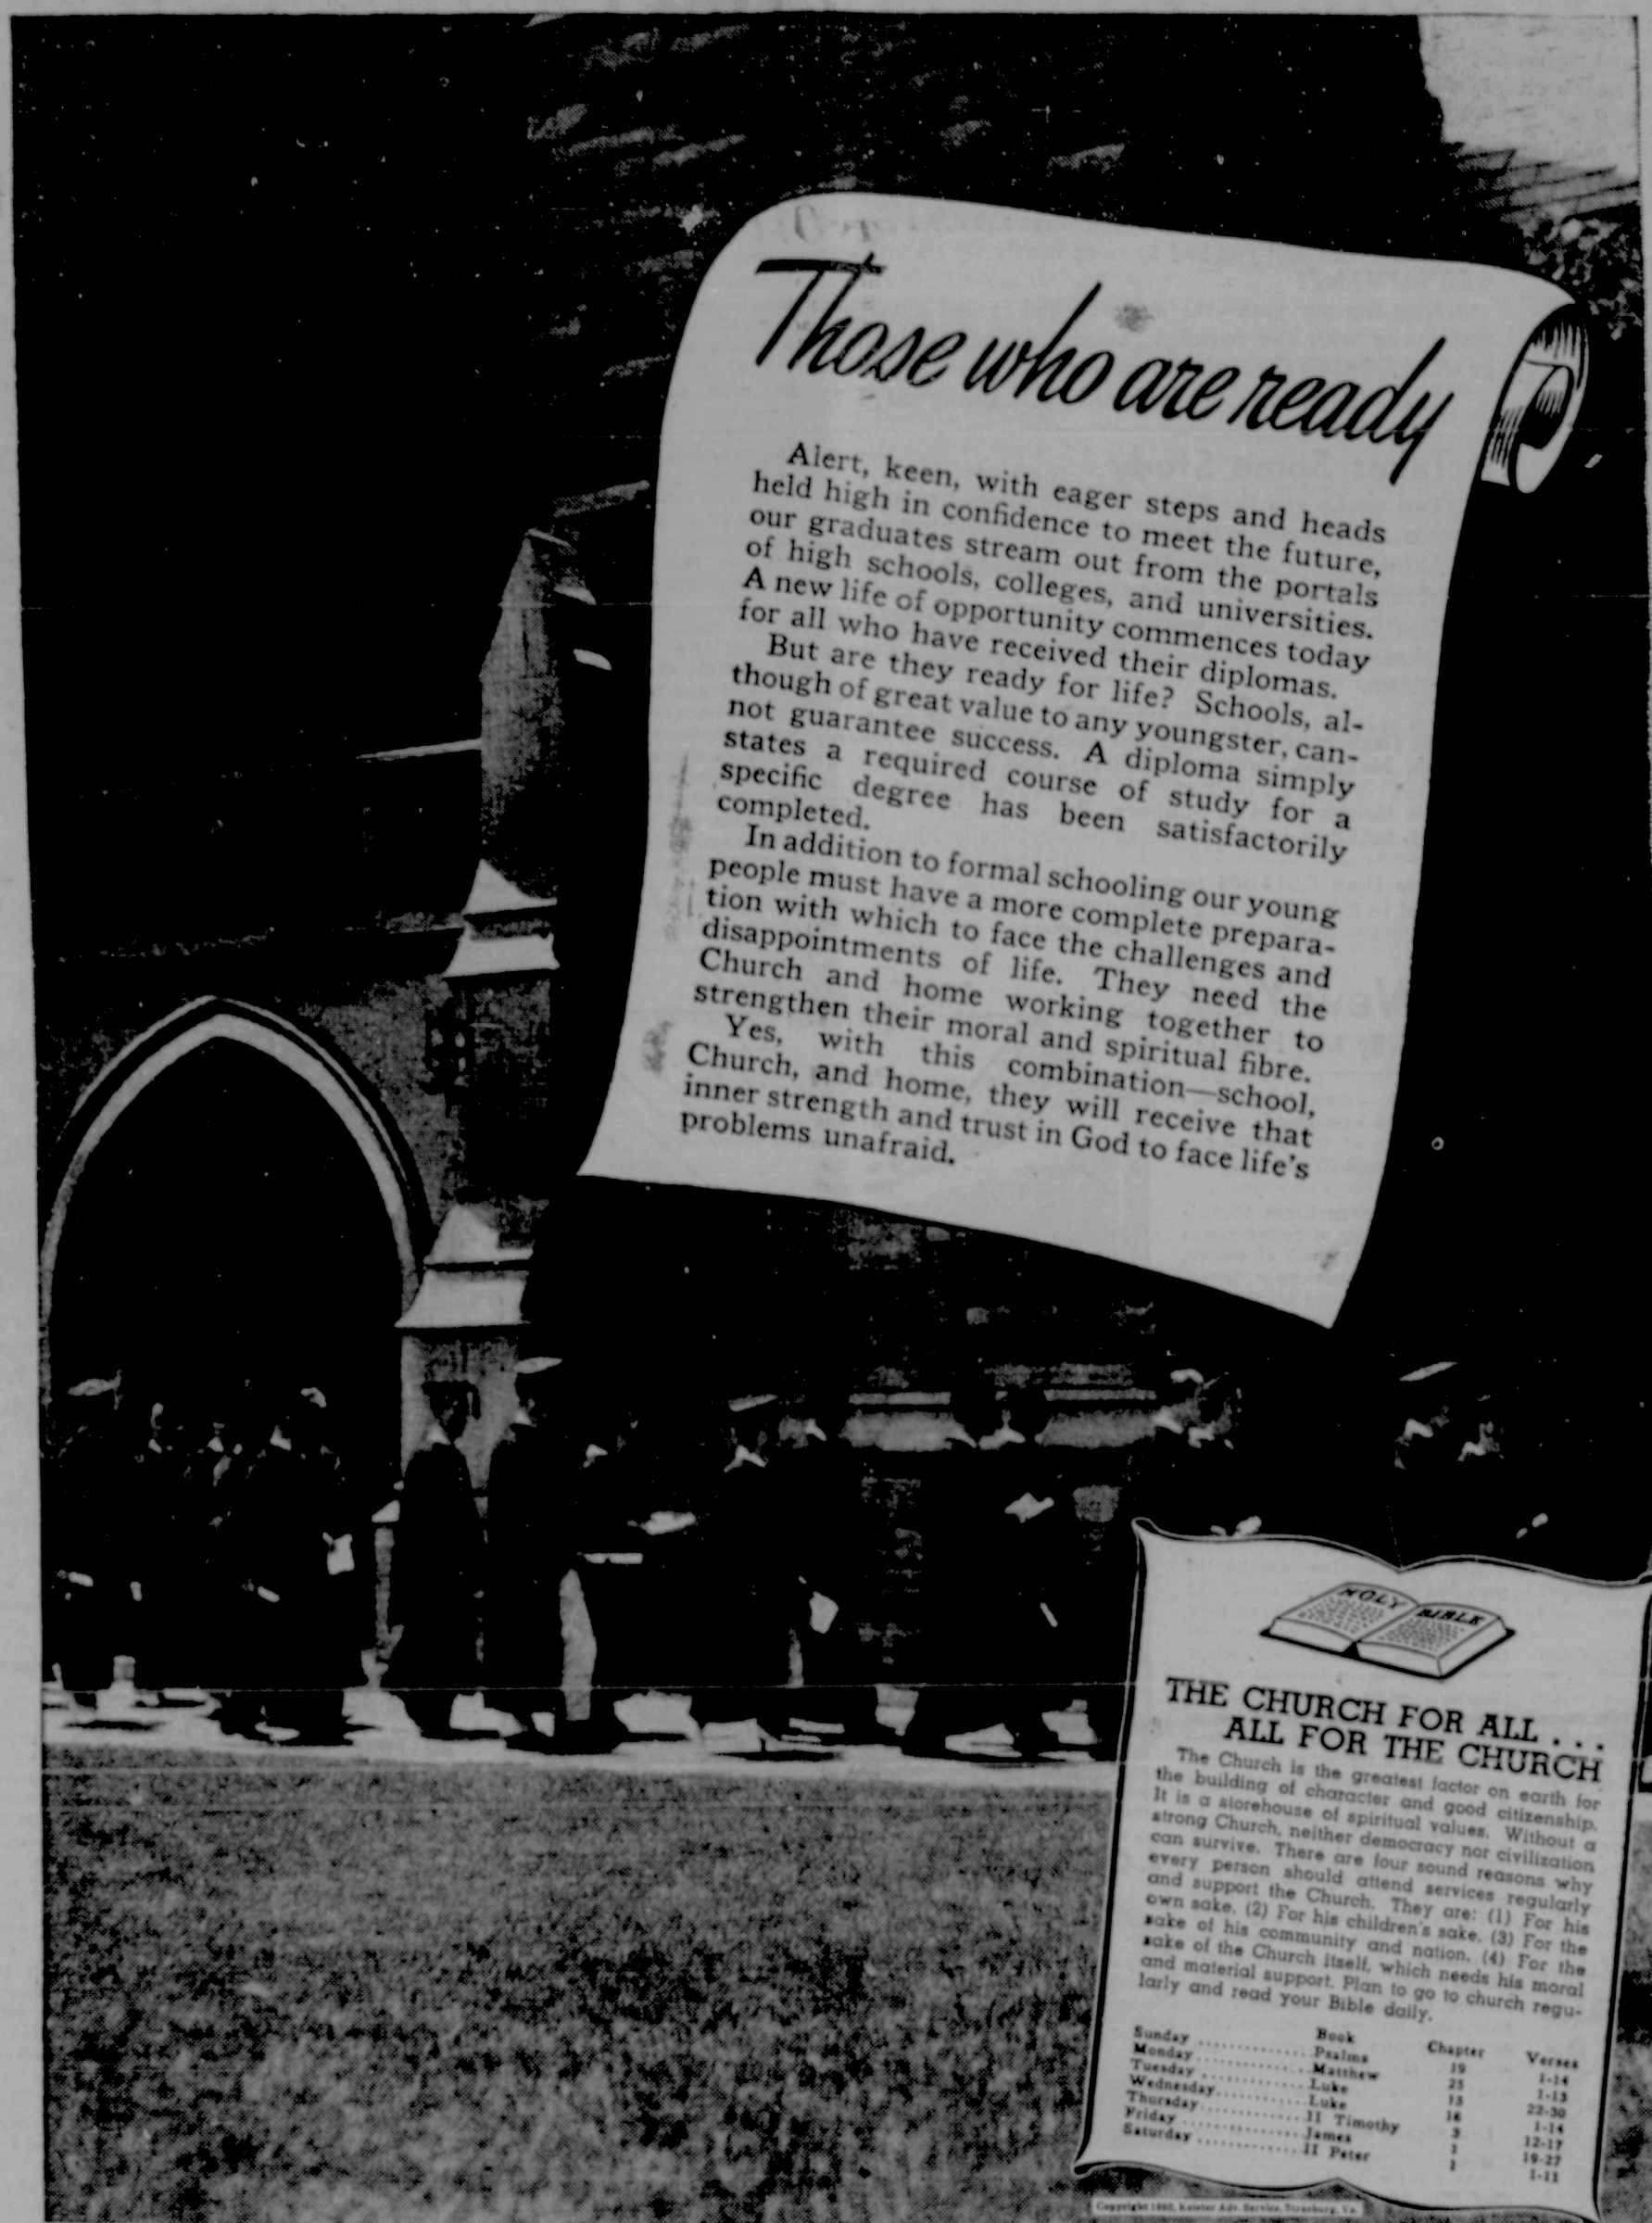 Those who are ready
Alert, keen, with eager steps and heads
held high in confidence to meet the future,
our graduates stream out from the portals
of high schools, colleges, and universities.
A new life of opportunity commences today
for all who have received their diplomas.
But are they ready for life? Schools, al-
though of great value to any youngster, can-
not guarantee success. A diploma simply
states a required course of study for a
specific degree has been satisfactorily
completed.
In addition to formal schooling our young
people must have a more complete prepara-
tion with which to face the challenges and
disappointments of life. They need the
Church and home working together to
strengthen their moral and spiritual fibre.
Yes, with this combination—school,
Church, and home, they will receive that
inner strength and trust in God to face life's
problems unafraid.
HOLY BIBLE
THE CHURCH FOR ALL . . .
ALL FOR THE CHURCH
The Church is the greatest factor on earth for
the building of character and good citizenship.
It is a storehouse of spiritual values. Without a
strong Church, neither democracy nor civilization
can survive. There are four sound reasons why
every person should attend services regularly
and support the Church. They are: (1) For his
own sake. (2) For his children's sake. (3) For the
sake of his community and nation. (4) For the
sake of the Church itself, which needs his moral
and material support. Plan to go to church regu-
larly and read your Bible daily.
Book Chapter Verses
Sunday .............. Psalms 19 1-14
Monday .............. Matthew 25 1-13
Tuesday .............. Luke 13 22-30
Wednesday .......... Luke 16 1-14
Thursday ............. II Timothy 3 12-17
Friday ............... James 1 19-27
Saturday ............. II Peter 1 1-11
Copyright 1952, Keister Adv. Service, Strasburg, Va.